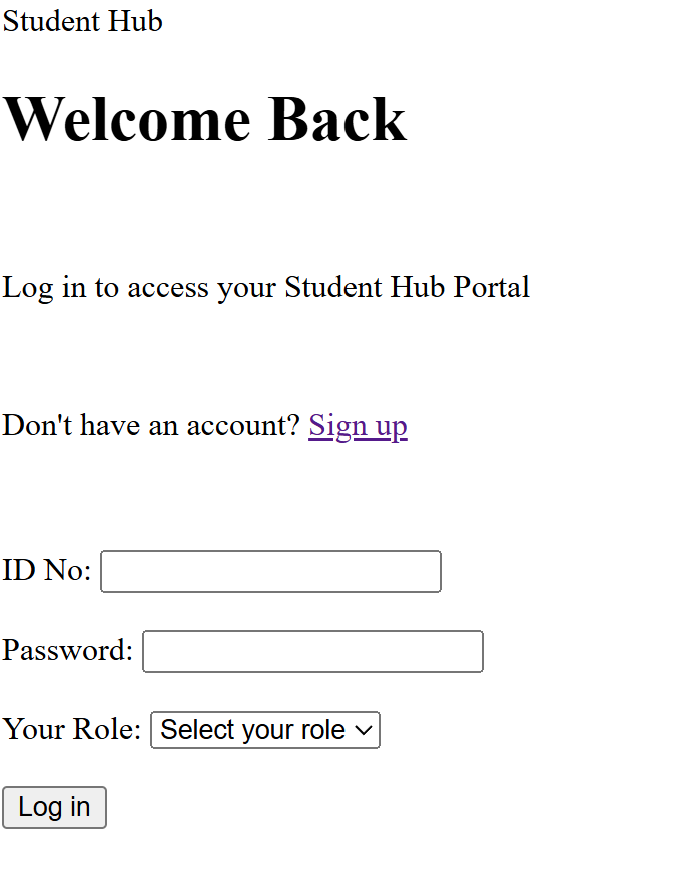 Student Hub
Welcome Back
Log in to access your Student Hub Portal
Don't have an account? Sign up
ID No:
Password:
Your Role: Select your role
Log in